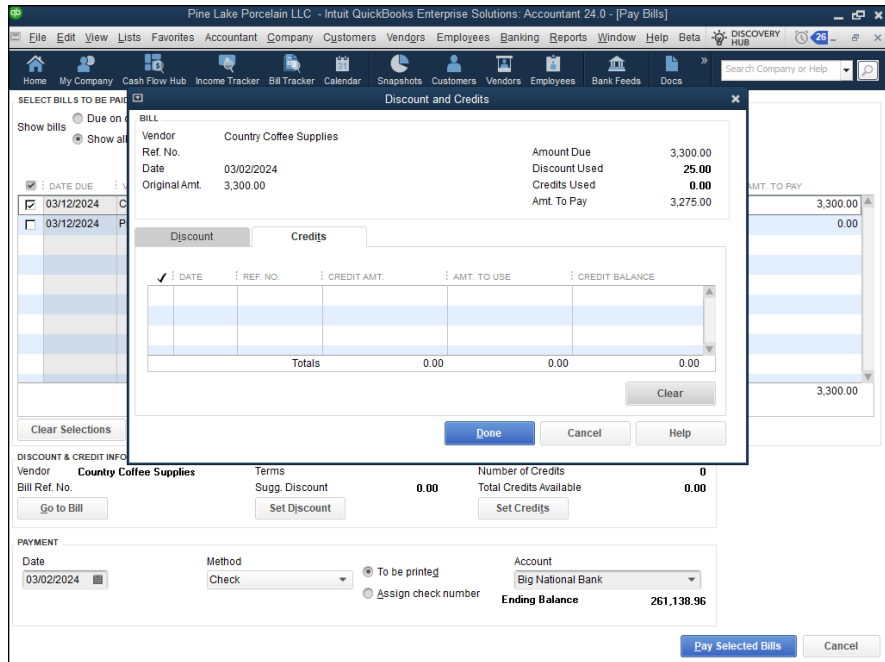 Pine Lake Porcelain LLC - Intuit QuickBooks Enterprise Solutions: Accountant 24.0 - [Pay Bills]
File Edit View Lists Favorites Accountant Company Customers Vendors Employees Banking Reports Window Help Beta DISCOVERY HUB 26
Home My Company Cash Flow Hub Income Tracker Bill Tracker Calendar Snapshots Customers Vendors Employees Bank Feeds Docs » Search Company or Help
SELECT BILLS TO BE PAID
Show bills Due on o
Show all
Discount and Credits
BILL
Vendor Country Coffee Supplies
Ref. No. Amount Due 3,300.00
Date 03/02/2024 Discount Used 25.00
Original Amt. 3,300.00 Credits Used 0.00
Amt. To Pay 3,275.00
Discount Credits
DATE REF. NO. CREDIT AMT. AMT. TO USE CREDIT BALANCE
Totals 0.00 0.00 0.00
Clear
Done Cancel Help
DATE DUE V AMT. TO PAY
03/12/2024 C 3,300.00
03/12/2024 P 0.00
3,300.00
Clear Selections
DISCOUNT & CREDIT INFO
Vendor Country Coffee Supplies Terms Number of Credits 0
Bill Ref. No. Sugg. Discount 0.00 Total Credits Available 0.00
Go to Bill Set Discount Set Credits
PAYMENT
Date Method Account
03/02/2024 Check To be printed Big National Bank
Assign check number Ending Balance 261,138.96
Pay Selected Bills Cancel